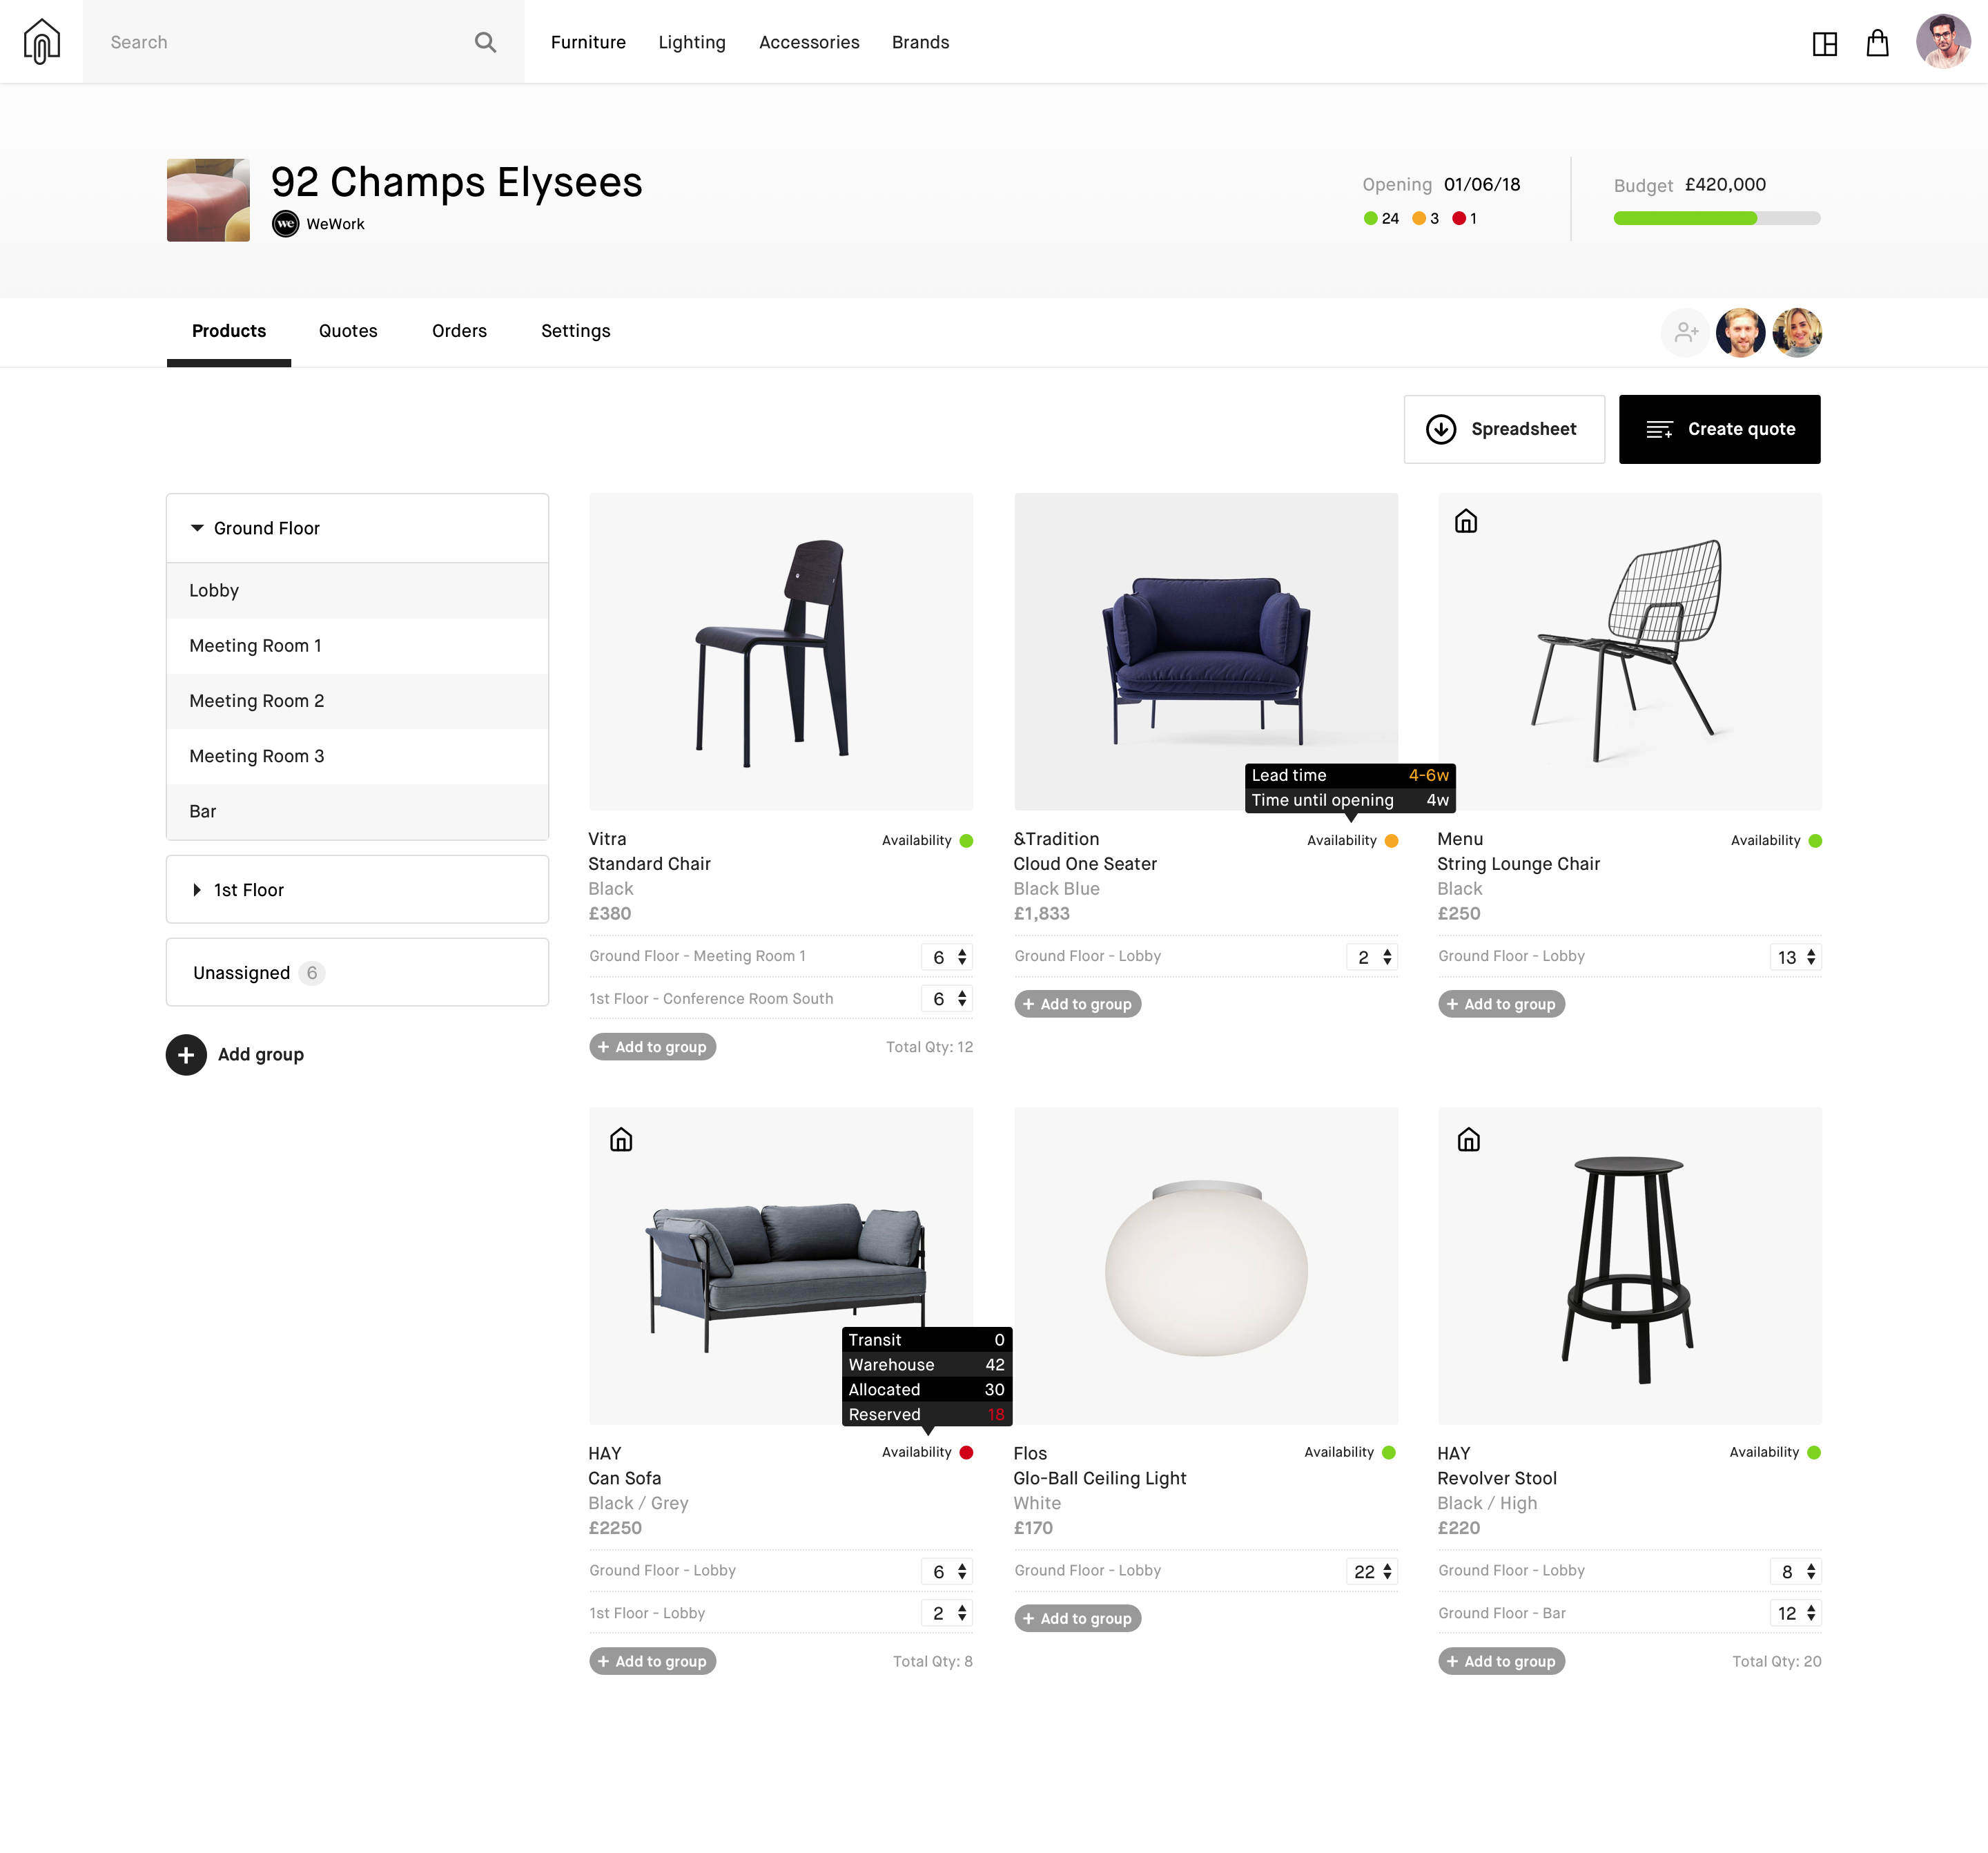 Search
Furniture Lighting Accessories Brands
92 Champs Elysees
we WeWork
Opening 01/06/18
24 3 1
Budget £420,000
Products Quotes Orders Settings
Spreadsheet
Create quote
Ground Floor
Lobby
Meeting Room 1
Meeting Room 2
Meeting Room 3
Bar
1st Floor
Unassigned 6
Add group
Vitra
Availability
Standard Chair
Black
£380
Ground Floor - Meeting Room 1 6
1st Floor - Conference Room South 6
+ Add to group
Total Qty: 12
Lead time 4-6w
Time until opening 4w
&Tradition
Availability
Cloud One Seater
Black Blue
£1,833
Ground Floor - Lobby 2
+ Add to group
Menu
Availability
String Lounge Chair
Black
£250
Ground Floor - Lobby 13
+ Add to group
Transit 0
Warehouse 42
Allocated 30
Reserved 18
HAY
Availability
Can Sofa
Black / Grey
£2250
Ground Floor - Lobby 6
1st Floor - Lobby 2
+ Add to group
Total Qty: 8
Flos
Availability
Glo-Ball Ceiling Light
White
£170
Ground Floor - Lobby 22
+ Add to group
HAY
Availability
Revolver Stool
Black / High
£220
Ground Floor - Lobby 8
Ground Floor - Bar 12
+ Add to group
Total Qty: 20